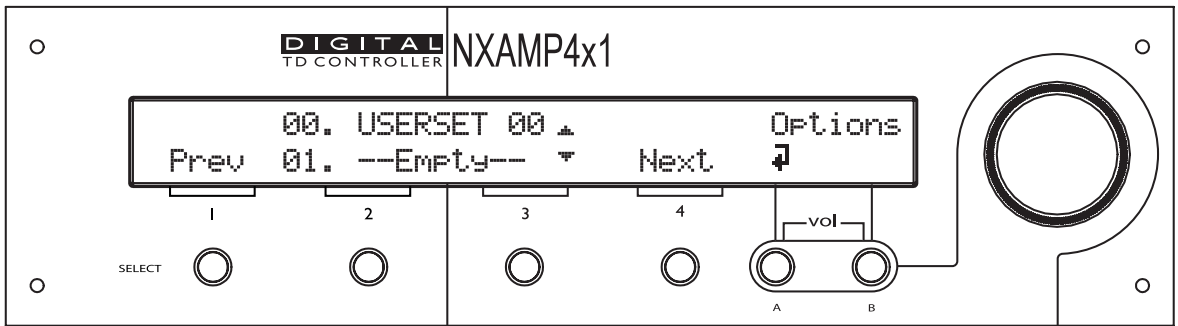 DIGITAL
TD CONTROLLER
NXAMP4x1
00. USERSET 00 Options
Prev 01. --Empty-- Next
1 2 3 4
vol
SELECT
A B